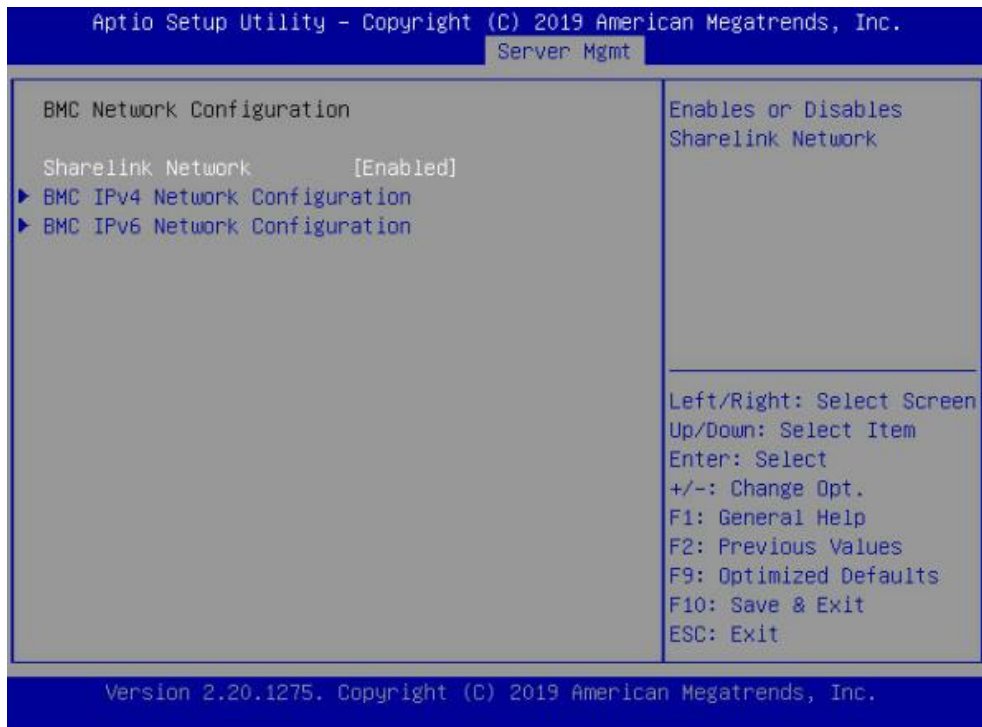 Aptio Setup Utility – Copyright (C) 2019 American Megatrends, Inc.
Server Mgmt
BMC Network Configuration
Sharelink Network [Enabled]
▶ BMC IPv4 Network Configuration
▶ BMC IPv6 Network Configuration
Enables or Disables
Sharelink Network
Left/Right: Select Screen
Up/Down: Select Item
Enter: Select
+/-: Change Opt.
F1: General Help
F2: Previous Values
F9: Optimized Defaults
F10: Save & Exit
ESC: Exit
Version 2.20.1275. Copyright (C) 2019 American Megatrends, Inc.